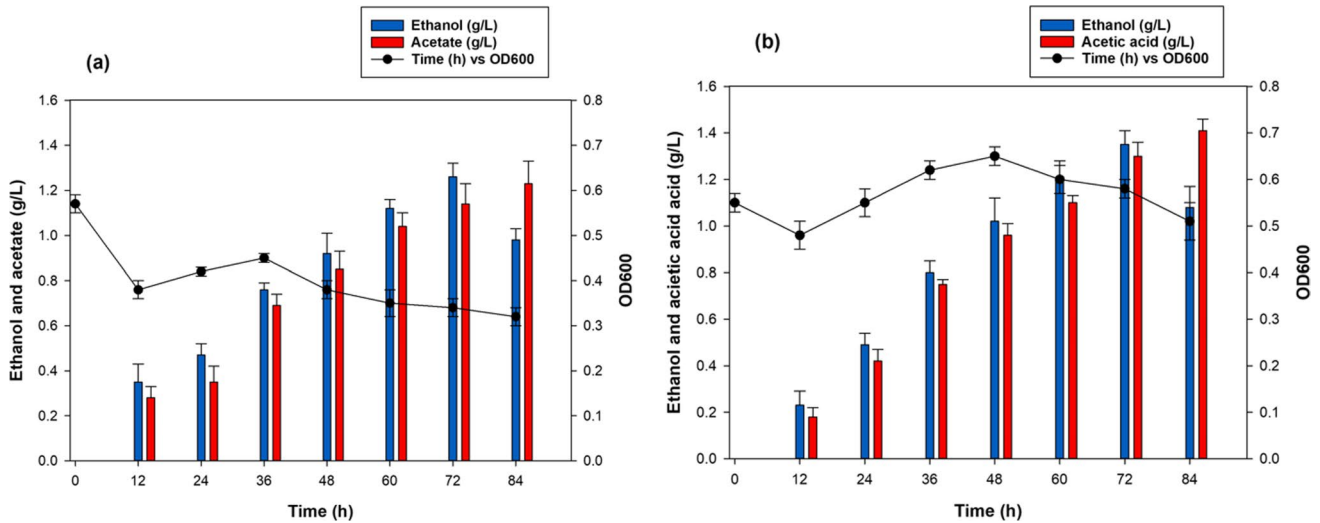 (a)
Ethanol (g/L)
Acetate (g/L)
Time (h) vs OD600
Ethanol and acetate (g/L)
1.6
1.4
1.2
1.0
0.8
0.6
0.4
0.2
0.0
0.8
0.7
0.6
0.5
0.4
0.3
0.2
0.1
0.0
OD600
0 12 24 36 48 60 72 84
Time (h)
(b)
Ethanol (g/L)
Acetic acid (g/L)
Time (h) vs OD600
Ethanol and acietic acid acid (g/L)
1.6
1.4
1.2
1.0
0.8
0.6
0.4
0.2
0.0
0.8
0.7
0.6
0.5
0.4
0.3
0.2
0.1
0.0
OD600
0 12 24 36 48 60 72 84
Time (h)